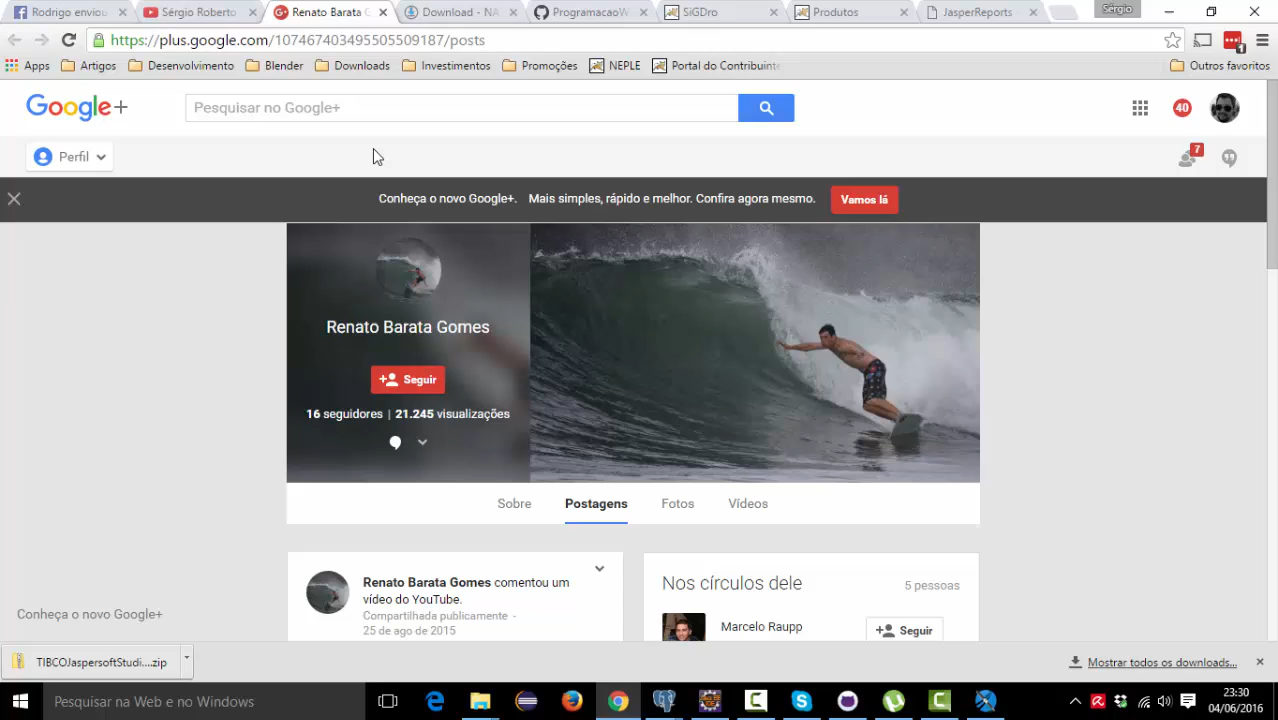 Rodrigo enviou
Sérgio Roberto
Renato Barata G
Download - NA
ProgramacaoW
SiGDro
Produtos
JasperReports -
Sérgio
https://plus.google.com/107467403495505509187/posts
1
Apps
Artigos
Desenvolvimento
Blender
Downloads
Investimentos
Promoções
NEPLE
Portal do Contribuinte
Outros favoritos
Google+
Pesquisar no Google+
40
Perfil
7
Conheça o novo Google+. Mais simples, rápido e melhor. Confira agora mesmo.
Vamos lá
Renato Barata Gomes
Seguir
16 seguidores | 21.245 visualizações
Sobre
Postagens
Fotos
Vídeos
Renato Barata Gomes comentou um
vídeo do YouTube.
Compartilhada publicamente -
25 de ago de 2015
Nos círculos dele
5 pessoas
Marcelo Raupp
Seguir
Conheça o novo Google+
TIBCOJaspersoftStudi....zip
Mostrar todos os downloads...
Pesquisar na Web e no Windows
23:30
04/06/2016